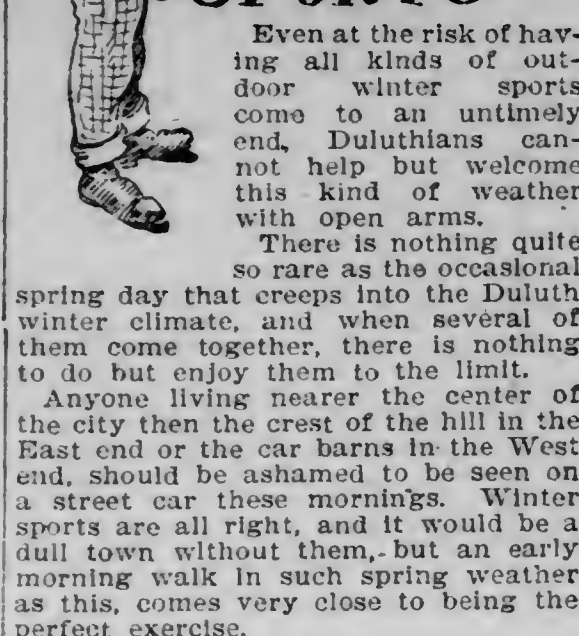 SPORTS
Even at the risk of hav-
ing all kinds of out-
door winter sports
come to an untimely
end, Duluthians can-
not help but welcome
this kind of weather
with open arms.
There is nothing quite
so rare as the occasional
spring day that creeps into the Duluth
winter climate, and when several of
them come together, there is nothing
to do but enjoy them to the limit.
Anyone living nearer the center of
the city then the crest of the hill in the
East end or the car barns in the West
end, should be ashamed to be seen on
a street car these mornings. Winter
sports are all right, and it would be a
dull town without them, but an early
morning walk in such spring weather
as this, comes very close to being the
perfect exercise.